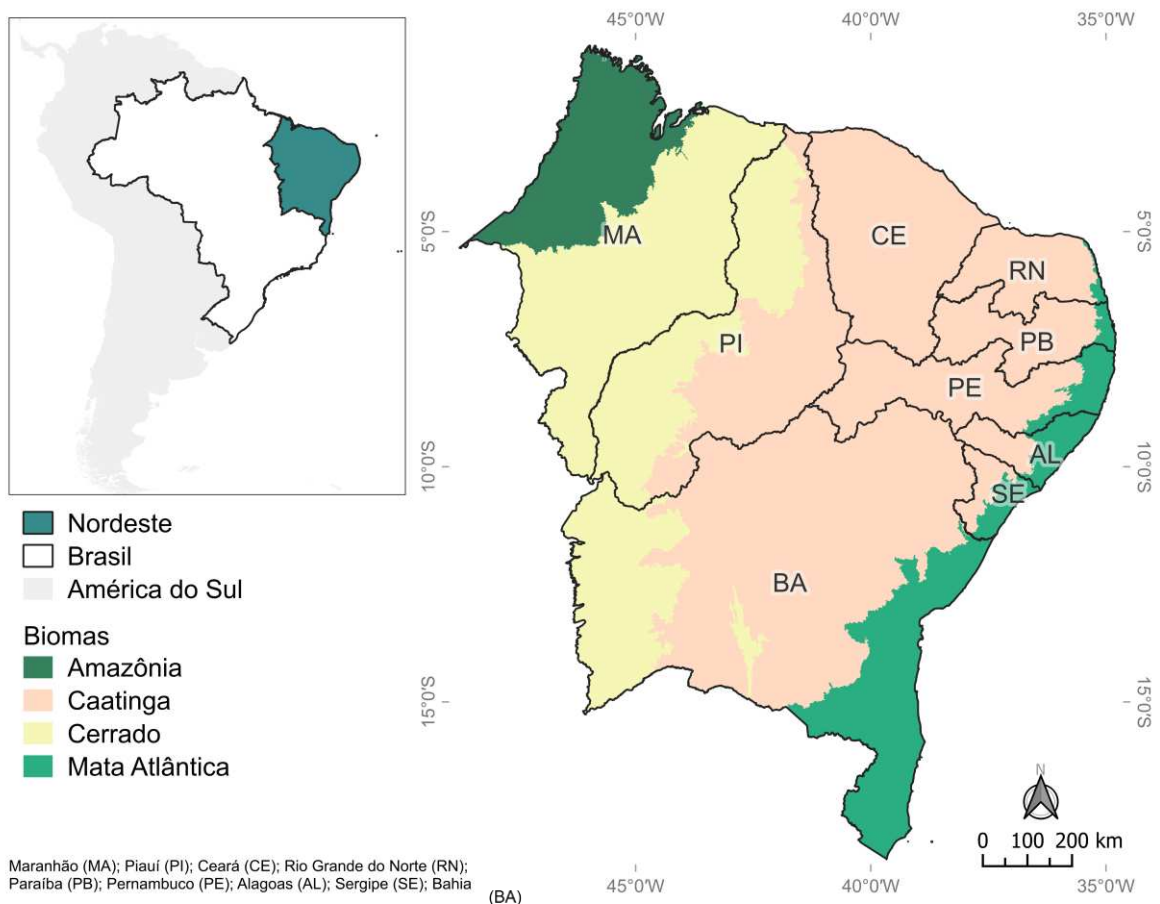 45°0'W 40°0'W 35°0'W
5°0'S 5°0'S
10°0'S 10°0'S
15°0'S 15°0'S
MA
CE
RN
PI
PB
PE
AL
SE
BA
Nordeste
Brasil
América do Sul
Biomas
Amazônia
Caatinga
Cerrado
Mata Atlântica
N
0 100 200 km
Maranhão (MA); Piauí (PI); Ceará (CE); Rio Grande do Norte (RN);
Paraíba (PB); Pernambuco (PE); Alagoas (AL); Sergipe (SE); Bahia
(BA)
45°0'W 40°0'W 35°0'W